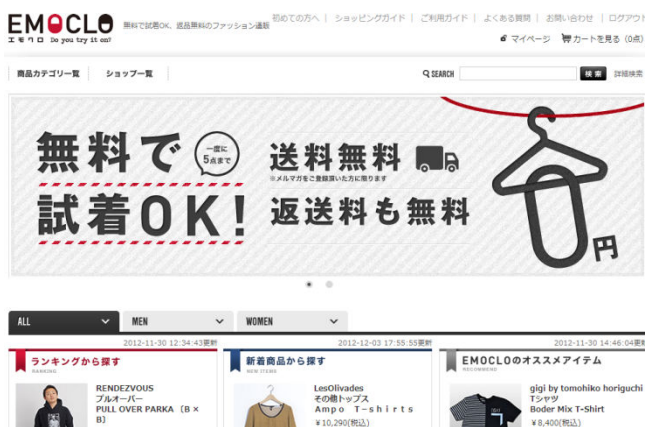 EMOCLO
エモクロ Do you try it on?
無料で試着OK、返品無料のファッション通販
初めての方へ | ショッピングガイド | ご利用ガイド | よくある質問 | お問い合わせ | ログアウト
マイページ カートを見る（0点）
商品カテゴリ一覧 ショップ一覧
SEARCH 検索 詳細検索
無料で 一度に5点まで
試着OK!
送料無料
※メルマガをご登録頂いた方に限ります
返送料も無料
0円
ALL MEN WOMEN
2012-11-30 12:34:43更新
ランキングから探す
RANKING
RENDEZVOUS
プルオーバー
PULL OVER PARKA〔B×
B〕
2012-12-03 17:55:55更新
新着商品から探す
NEW ITEMS
LesOlivades
その他トップス
Ampo T-shirts
¥10,290(税込)
2012-11-30 14:46:04更新
EMOCLOのオススメアイテム
RECOMMEND
gigi by tomohiko horiguchi
Tシャツ
Boder Mix T-Shirt
¥8,400(税込)